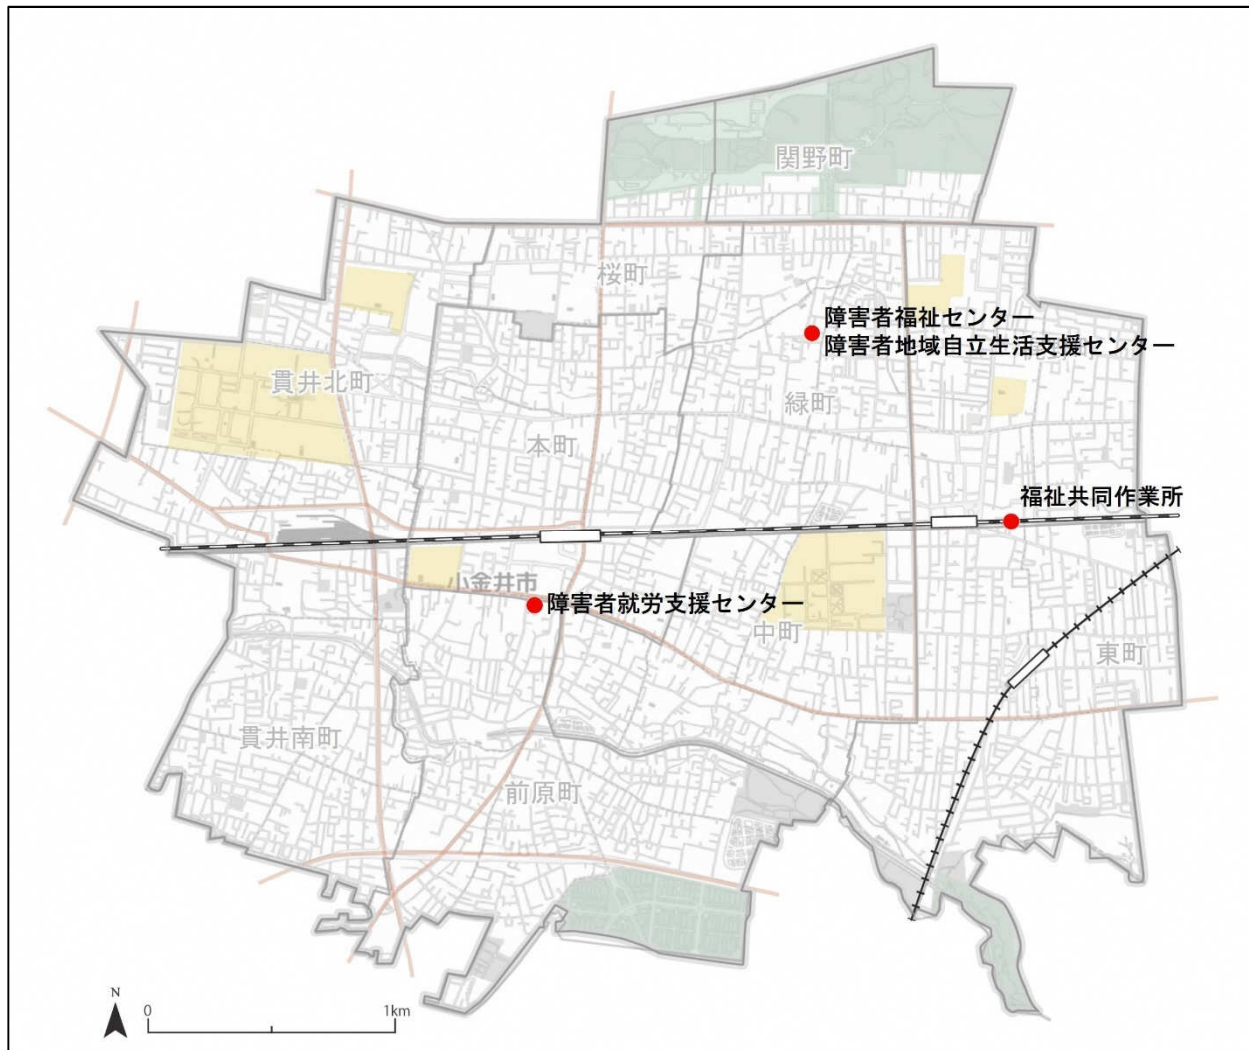 関野町
桜町
障害者福祉センター
障害者地域自立生活支援センター
貫井北町
緑町
本町
福祉共同作業所
小金井市
障害者就労支援センター
中町
東町
貫井南町
前原町
N
0
1km